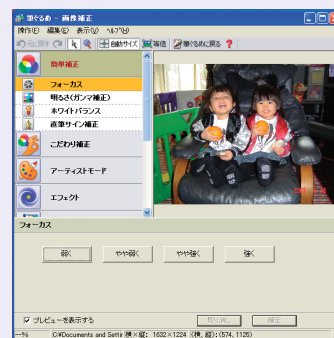 筆ぐるめ - 画像補正
操作(F) 編集(E) 表示(V) ヘルプ(H)
元に戻す 自動サイズ 等倍 筆ぐるめに戻る ?
簡単補正
フォーカス
明るさ(ガンマ補正)
ホワイトバランス
直筆サイン補正
こだわり補正
アーティストモード
エフェクト
フォーカス
弱く やや弱く やや強く 強く
プレビューを表示する 取り消し 確定
--% C:¥Documents and Settir 横×縦: 1632×1224 (横, 縦):(574, 1125)